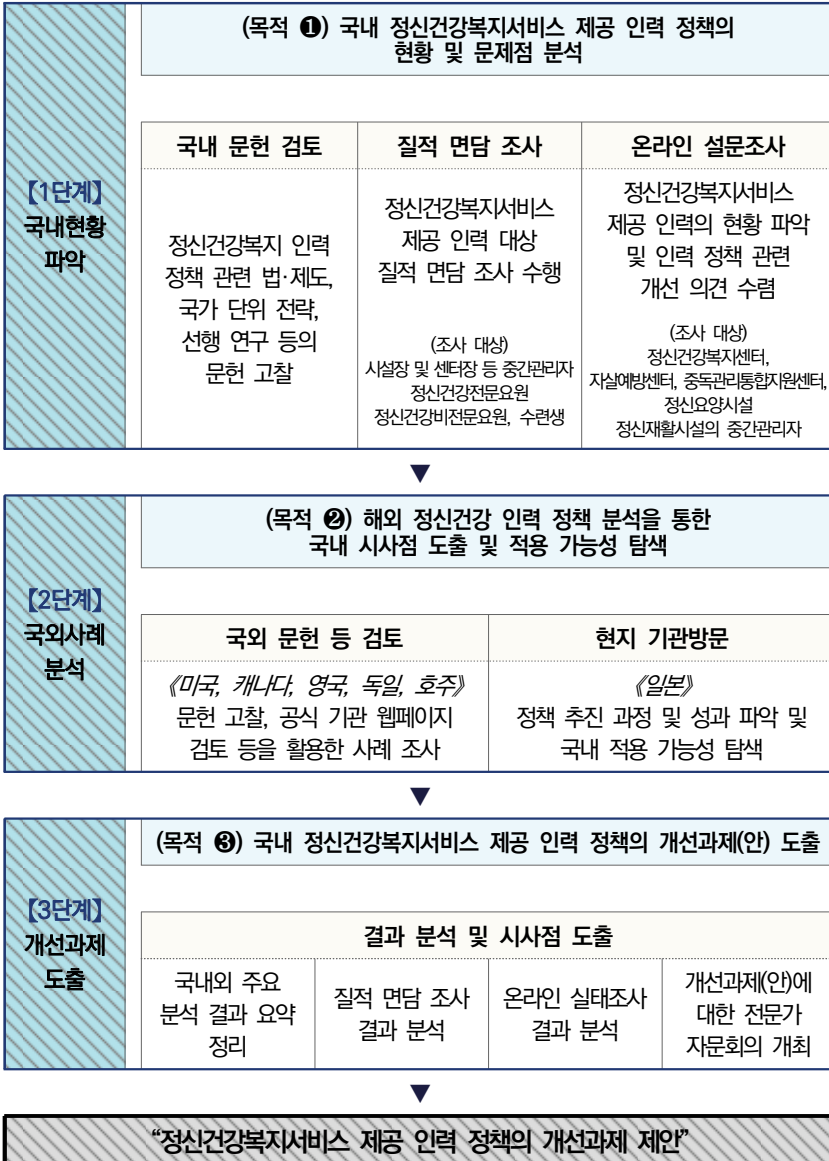 (목적 ❶) 국내 정신건강복지서비스 제공 인력 정책의
현황 및 문제점 분석
【1단계】
국내현황
파악
국내 문헌 검토
정신건강복지 인력
정책 관련 법·제도,
국가 단위 전략,
선행 연구 등의
문헌 고찰
질적 면담 조사
정신건강복지서비스
제공 인력 대상
질적 면담 조사 수행
(조사 대상)
시설장 및 센터장 등 중간관리자
정신건강전문요원
정신건강비전문요원, 수련생
온라인 설문조사
정신건강복지서비스
제공 인력의 현황 파악
및 인력 정책 관련
개선 의견 수렴
(조사 대상)
정신건강복지센터,
자살예방센터, 중독관리통합지원센터,
정신요양시설
정신재활시설의 중간관리자
▼
(목적 ❷) 해외 정신건강 인력 정책 분석을 통한
국내 시사점 도출 및 적용 가능성 탐색
【2단계】
국외사례
분석
국외 문헌 등 검토
《미국, 캐나다, 영국, 독일, 호주》
문헌 고찰, 공식 기관 웹페이지
검토 등을 활용한 사례 조사
현지 기관방문
《일본》
정책 추진 과정 및 성과 파악 및
국내 적용 가능성 탐색
▼
(목적 ❸) 국내 정신건강복지서비스 제공 인력 정책의 개선과제(안) 도출
【3단계】
개선과제
도출
결과 분석 및 시사점 도출
국내외 주요
분석 결과 요약
정리
질적 면담 조사
결과 분석
온라인 실태조사
결과 분석
개선과제(안)에
대한 전문가
자문회의 개최
▼
“정신건강복지서비스 제공 인력 정책의 개선과제 제안”